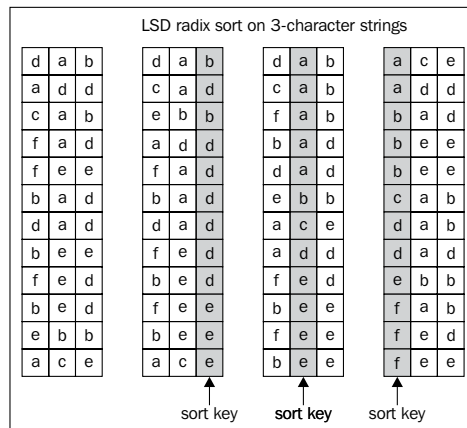 LSD radix sort on 3-character strings
d a b d a b d a b a c e
a d d c a d c a b a d d
c a b e b b f a b b a d
f a d a d d b a d b e e
f e e f a d d a d b e e
b a d b a d e b b c a b
d a d d a d a c e d a b
b e e f e d a d d d a d
f e d b e d f e d e b b
b e d f e e b e d f a b
e b b b e e f e e f e d
a c e a c e b e e f e e
sort key sort key sort key